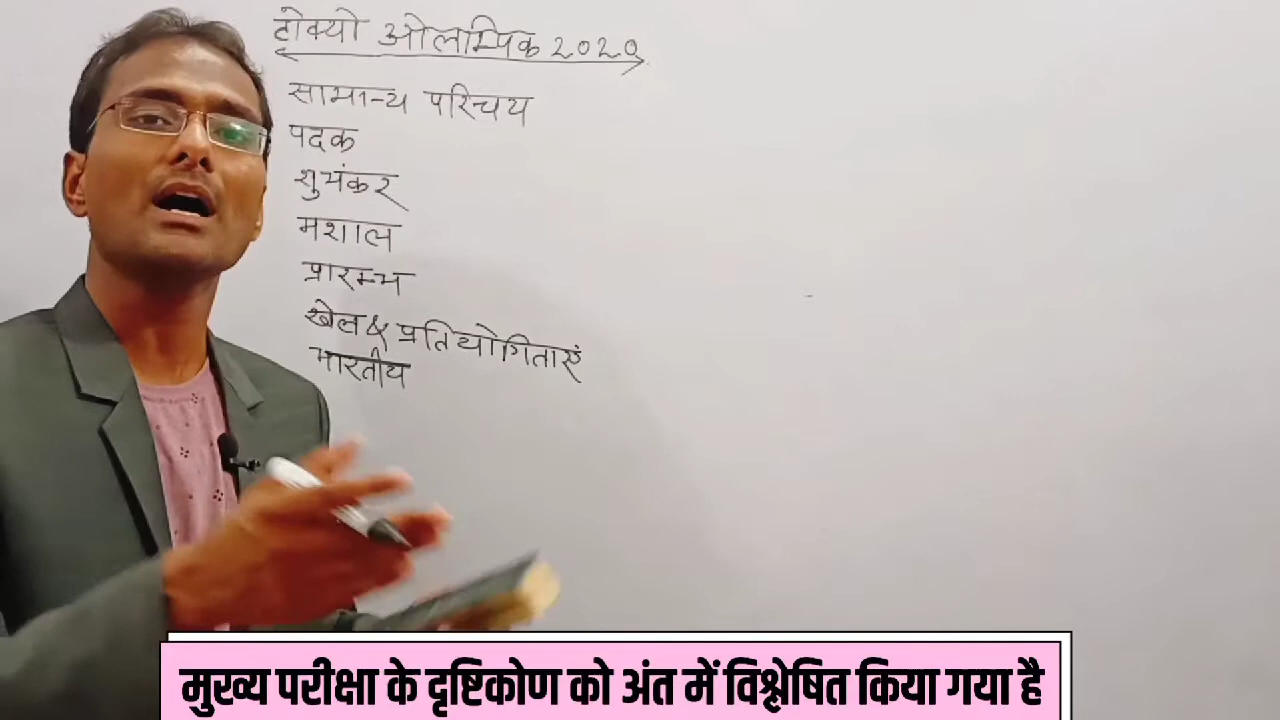 टोक्यो ओलम्पिक 2020
सामान्य परिचय
पदक
शुभंकर
मशाल
प्रारम्भ
खेल & प्रतियोगिताएं
भारतीय
मुख्य परीक्षा के दृष्टिकोण को अंत में विश्लेषित किया गया है